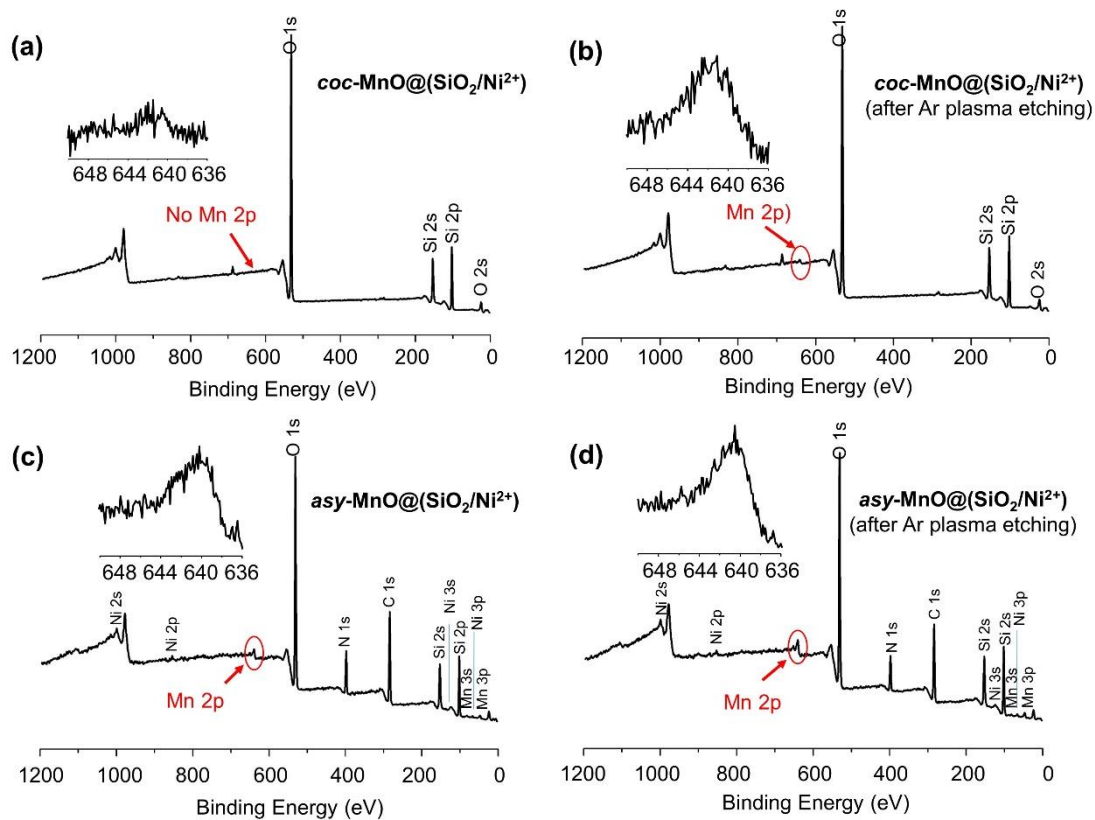 (a)
O 1s
coc-MnO@(SiO₂/Ni²⁺)
648 644 640 636
No Mn 2p
Si 2s
Si 2p
O 2s
1200 1000 800 600 400 200 0
Binding Energy (eV)
(b)
O 1s
coc-MnO@(SiO₂/Ni²⁺)
(after Ar plasma etching)
648 644 640 636
Mn 2p)
Si 2s
Si 2p
O 2s
1200 1000 800 600 400 200 0
Binding Energy (eV)
(c)
O 1s
asy-MnO@(SiO₂/Ni²⁺)
648 644 640 636
Ni 2s
Ni 2p
Mn 2p
N 1s
C 1s
Si 2s
Ni 3s
Si 2p
Mn 3s
Ni 3p
Mn 3p
1200 1000 800 600 400 200 0
Binding Energy (eV)
(d)
O 1s
asy-MnO@(SiO₂/Ni²⁺)
(after Ar plasma etching)
648 644 640 636
Ni 2s
Ni 2p
Mn 2p
N 1s
C 1s
Si 2s
Ni 3s
Si 2s
Mn 3s
Ni 3p
Mn 3p
1200 1000 800 600 400 200 0
Binding Energy (eV)